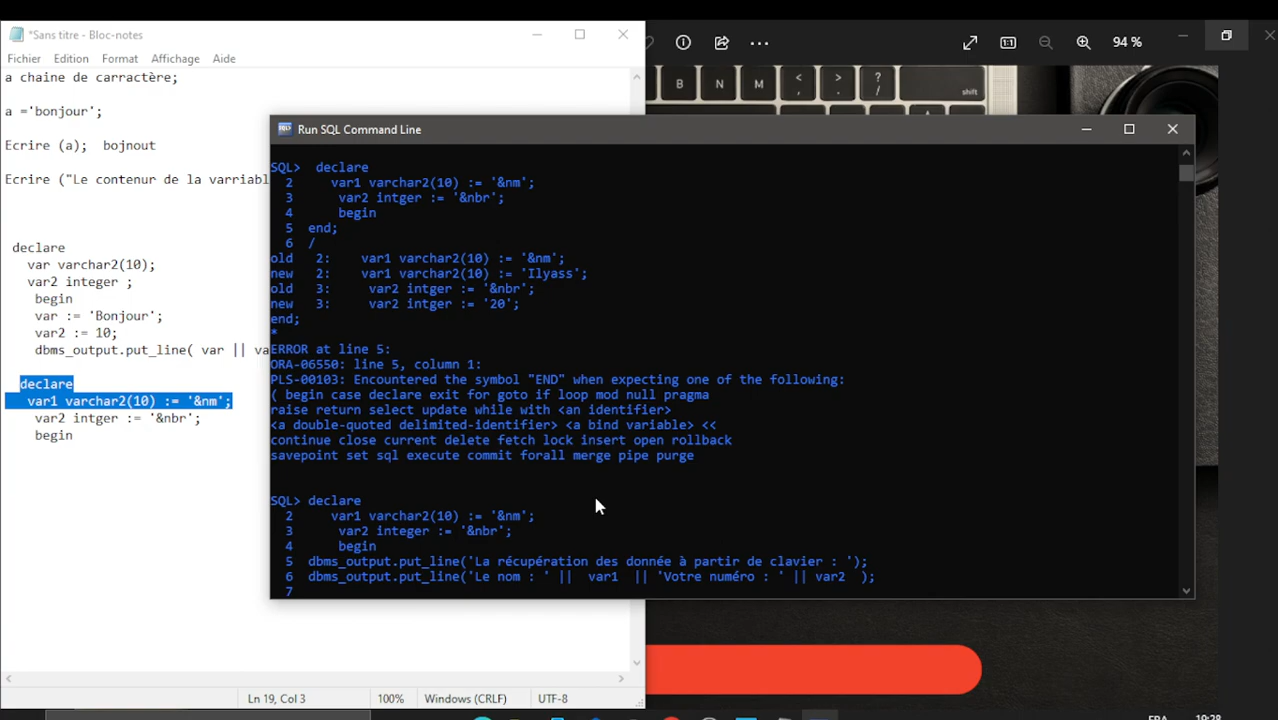 *Sans titre - Bloc-notes
94 %
Fichier Edition Format Affichage Aide
a chaine de carractère;
a ='bonjour';
Ecrire (a);  bojnout
Ecrire ("Le contenur de la varriabl
declare
var varchar2(10);
var2 integer ;
begin
var := 'Bonjour';
var2 := 10;
dbms_output.put_line( var || va
declare
var1 varchar2(10) := '&nm';
var2 intger := '&nbr';
begin
Ln 19, Col 3
100%
Windows (CRLF)
UTF-8
B N M < > ? shift
, . /
Run SQL Command Line
SQL>  declare
2     var1 varchar2(10) := '&nm';
3      var2 intger := '&nbr';
4      begin
5  end;
6  /
old   2:     var1 varchar2(10) := '&nm';
new   2:     var1 varchar2(10) := 'Ilyass';
old   3:      var2 intger := '&nbr';
new   3:      var2 intger := '20';
end;
*
ERROR at line 5:
ORA-06550: line 5, column 1:
PLS-00103: Encountered the symbol "END" when expecting one of the following:
( begin case declare exit for goto if loop mod null pragma
raise return select update while with <an identifier>
<a double-quoted delimited-identifier> <a bind variable> <<
continue close current delete fetch lock insert open rollback
savepoint set sql execute commit forall merge pipe purge
SQL> declare
2     var1 varchar2(10) := '&nm';
3      var2 integer := '&nbr';
4      begin
5  dbms_output.put_line('La récupération des donnée à partir de clavier : ');
6  dbms_output.put_line('Le nom : ' ||  var1  || 'Votre numéro : ' || var2  );
7
FRA
19:28